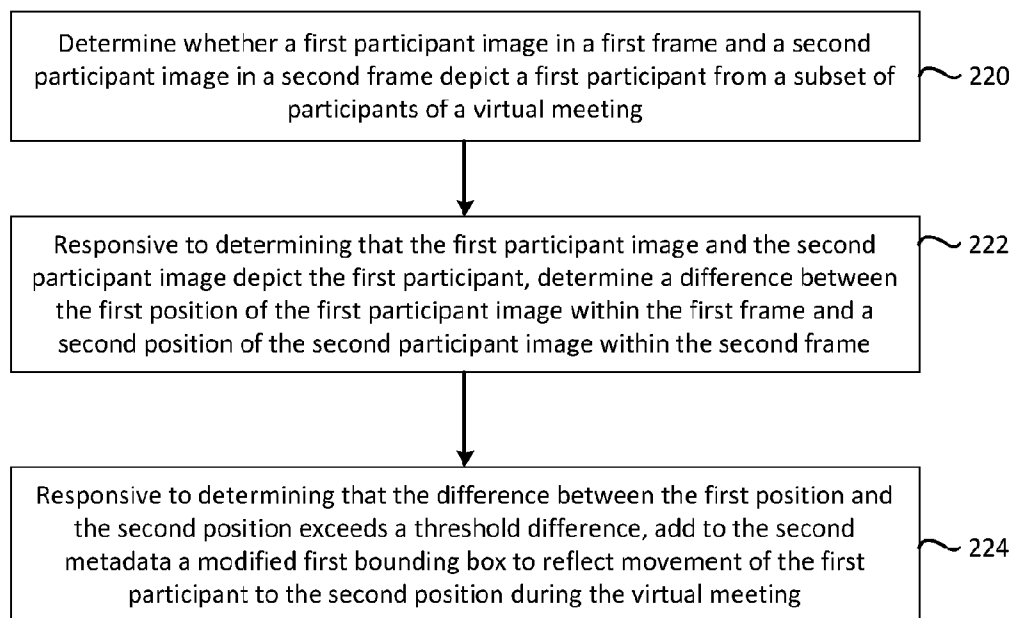 Determine whether a first participant image in a first frame and a second
participant image in a second frame depict a first participant from a subset of
participants of a virtual meeting
220
Responsive to determining that the first participant image and the second
participant image depict the first participant, determine a difference between
the first position of the first participant image within the first frame and a
second position of the second participant image within the second frame
222
Responsive to determining that the difference between the first position and
the second position exceeds a threshold difference, add to the second
metadata a modified first bounding box to reflect movement of the first
participant to the second position during the virtual meeting
224